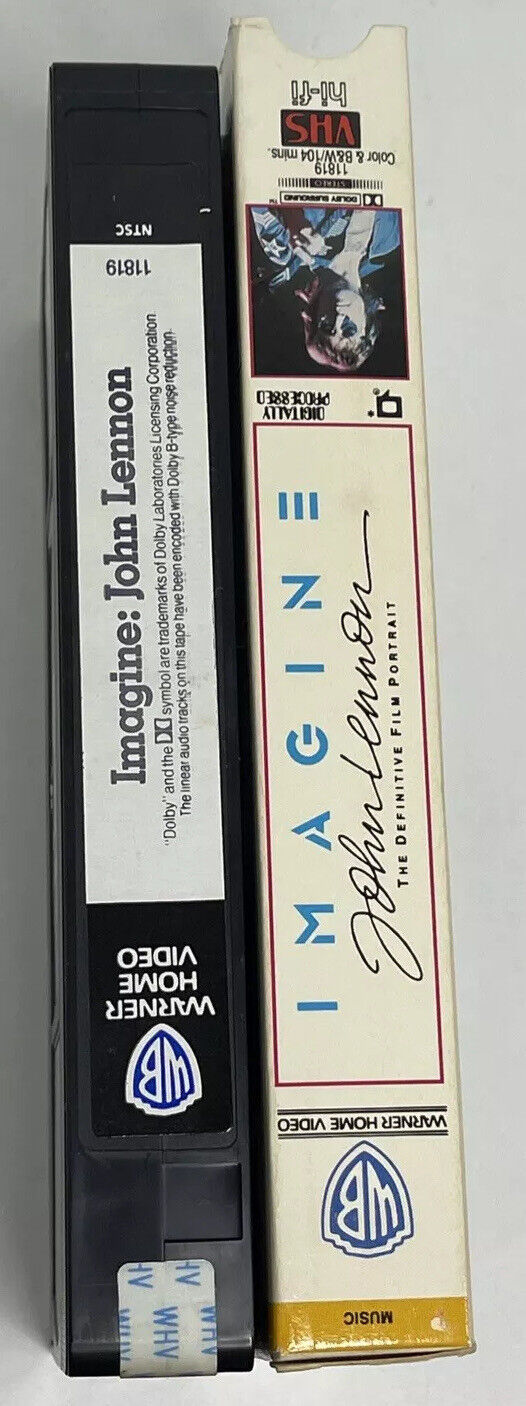 NTSC
11819
Imagine: John Lennon
"Dolby" and the DD symbol are trademarks of Dolby Laboratories Licensing Corporation
The linear audio tracks on this tape have been encoded with Dolby B-type noise reduction.
WARNER
HOME
VIDEO
WB
WHV
WHV
WHV
hi-fi
VHS
Color & B&W/104 mins.
11819
STEREO
DOLBY SURROUND
TM
DIGITALLY
PROCESSED
IMAGINE
John Lennon
THE DEFINITIVE FILM PORTRAIT
WARNER HOME VIDEO
WB
MUSIC